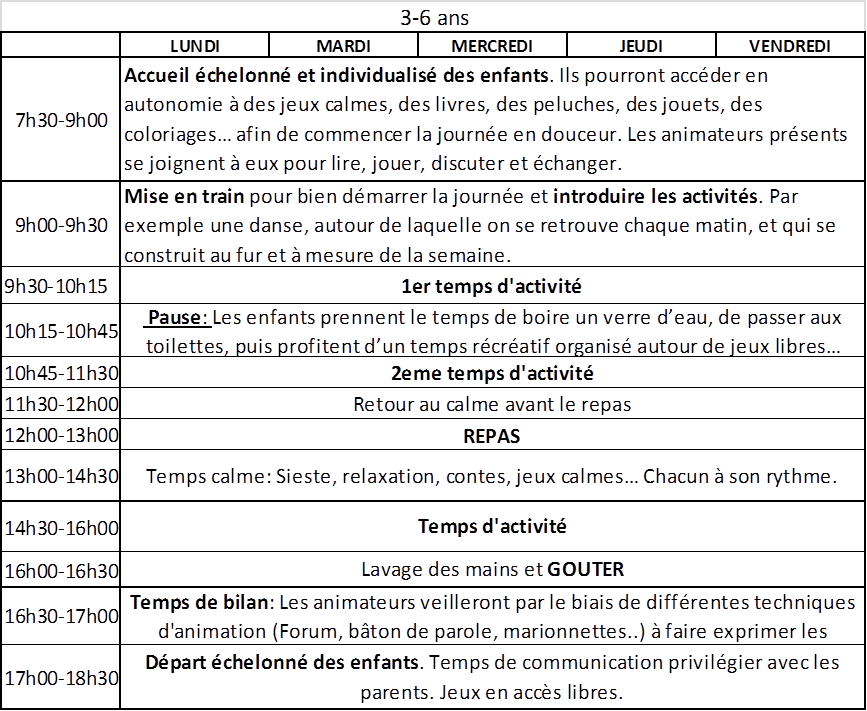 3-6 ans
LUNDI MARDI MERCREDI JEUDI VENDREDI
7h30-9h00
Accueil échelonné et individualisé des enfants. Ils pourront accéder en
autonomie à des jeux calmes, des livres, des peluches, des jouets, des
coloriages... afin de commencer la journée en douceur. Les animateurs présents
se joignent à eux pour lire, jouer, discuter et échanger.
9h00-9h30
Mise en train pour bien démarrer la journée et introduire les activités. Par
exemple une danse, autour de laquelle on se retrouve chaque matin, et qui se
construit au fur et à mesure de la semaine.
9h30-10h15 1er temps d'activité
10h15-10h45
Pause: Les enfants prennent le temps de boire un verre d’eau, de passer aux
toilettes, puis profitent d’un temps récréatif organisé autour de jeux libres...
10h45-11h30 2eme temps d'activité
11h30-12h00 Retour au calme avant le repas
12h00-13h00 REPAS
13h00-14h30 Temps calme: Sieste, relaxation, contes, jeux calmes... Chacun à son rythme.
14h30-16h00 Temps d'activité
16h00-16h30 Lavage des mains et GOUTER
16h30-17h00
Temps de bilan: Les animateurs veilleront par le biais de différentes techniques
d'animation (Forum, bâton de parole, marionnettes..) à faire exprimer les
17h00-18h30
Départ échelonné des enfants. Temps de communication privilégier avec les
parents. Jeux en accès libres.